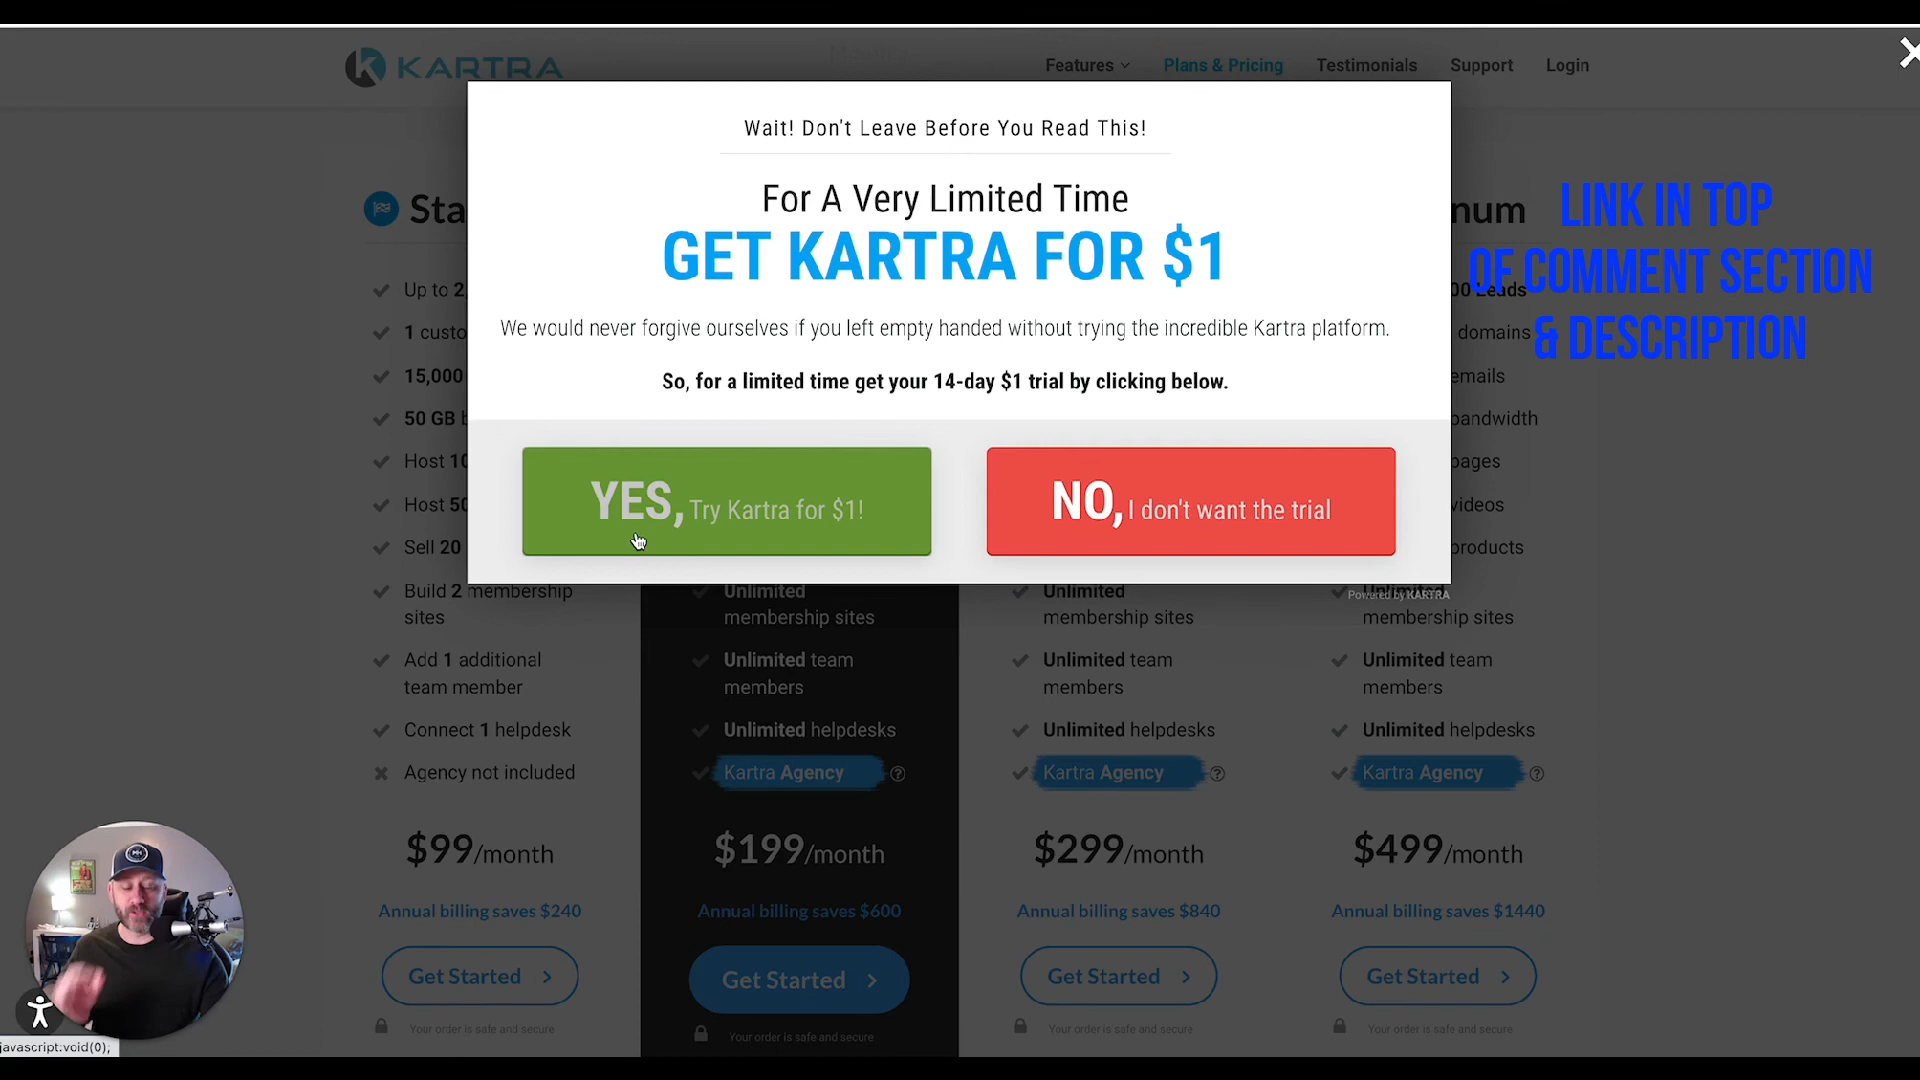 KARTRA
Monthly
Features
Plans & Pricing
Testimonials
Support
Login
Wait! Don't Leave Before You Read This!
For A Very Limited Time
GET KARTRA FOR $1
We would never forgive ourselves if you left empty handed without trying the incredible Kartra platform.
So, for a limited time get your 14-day $1 trial by clicking below.
YES, Try Kartra for $1!
NO, I don't want the trial
Powered by KARTRA
LINK IN TOP
OF COMMENT SECTION
& DESCRIPTION
Sta
Up to 2,
1 custo
15,000
50 GB b
Host 10
Host 50
Sell 20
Build 2 membership
sites
Add 1 additional
team member
Connect 1 helpdesk
Agency not included
$99/month
Annual billing saves $240
Get Started
Your order is safe and secure
Unlimited
membership sites
Unlimited team
members
Unlimited helpdesks
Kartra Agency
$199/month
Annual billing saves $600
Get Started
Your order is safe and secure
Unlimited
membership sites
Unlimited team
members
Unlimited helpdesks
Kartra Agency
$299/month
Annual billing saves $840
Get Started
Your order is safe and secure
num
00 Leads
domains
emails
bandwidth
pages
videos
products
Unlimited
membership sites
Unlimited team
members
Unlimited helpdesks
Kartra Agency
$499/month
Annual billing saves $1440
Get Started
Your order is safe and secure
javascript:void(0);